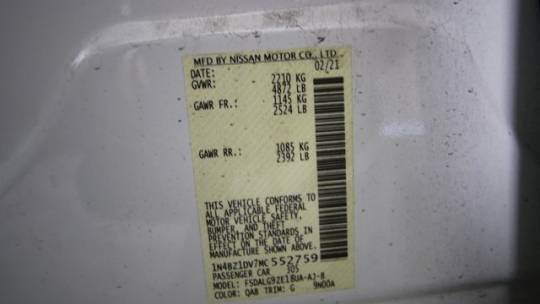 MFD BY NISSAN MOTOR CO., LTD.
DATE: 02/21
GVWR: 2210 KG
4872 LB
GAWR FR.: 1145 KG
2524 LB
GAWR RR.: 1085 KG
2392 LB
THIS VEHICLE CONFORMS TO
ALL APPLICABLE FEDERAL
MOTOR VEHICLE SAFETY,
BUMPER, AND THEFT
PREVENTION STANDARDS IN
EFFECT ON THE DATE OF
MANUFACTURE SHOWN ABOVE.
1N4BZ1DV7MC 552759
PASSENGER CAR 305
MODEL: FSDALG9ZE1BUA-AJ-B
COLOR: QAB TRIM: G 9N00A